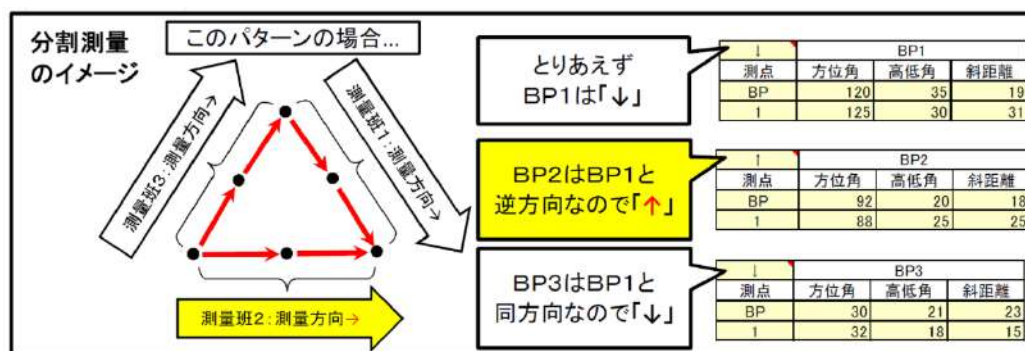 分割測量
のイメージ
このパターンの場合…
測量班3：測量方向→
測量班1：測量方向→
測量班2：測量方向→
とりあえず
BP1は「↓」
↓ BP1
測点 方位角 高低角 斜距離
BP 120 35 19
1 125 30 31
BP2はBP1と
逆方向なので「↑」
↑ BP2
測点 方位角 高低角 斜距離
BP 92 20 18
1 88 25 25
BP3はBP1と
同方向なので「↓」
↓ BP3
測点 方位角 高低角 斜距離
BP 30 21 23
1 32 18 15